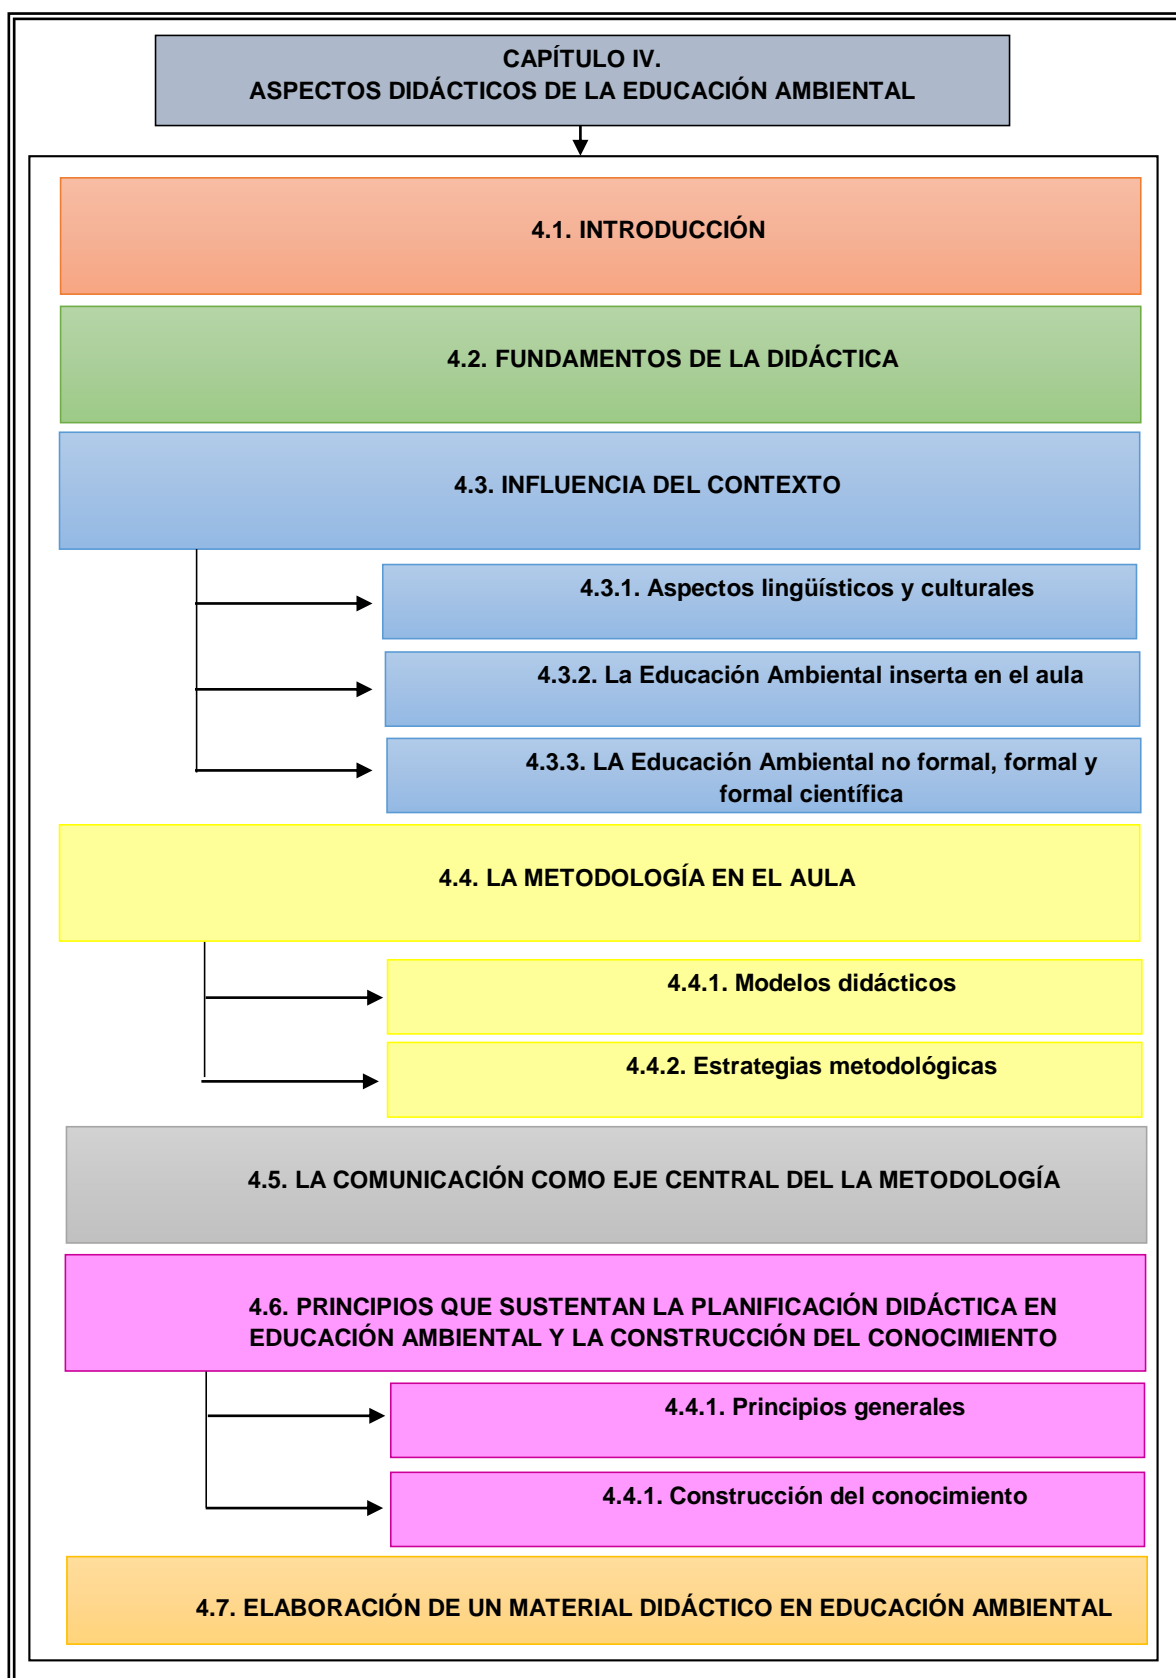 CAPÍTULO IV.
ASPECTOS DIDÁCTICOS DE LA EDUCACIÓN AMBIENTAL
4.1. INTRODUCCIÓN
4.2. FUNDAMENTOS DE LA DIDÁCTICA
4.3. INFLUENCIA DEL CONTEXTO
4.3.1. Aspectos lingüísticos y culturales
4.3.2. La Educación Ambiental inserta en el aula
4.3.3. LA Educación Ambiental no formal, formal y
formal científica
4.4. LA METODOLOGÍA EN EL AULA
4.4.1. Modelos didácticos
4.4.2. Estrategias metodológicas
4.5. LA COMUNICACIÓN COMO EJE CENTRAL DEL LA METODOLOGÍA
4.6. PRINCIPIOS QUE SUSTENTAN LA PLANIFICACIÓN DIDÁCTICA EN
EDUCACIÓN AMBIENTAL Y LA CONSTRUCCIÓN DEL CONOCIMIENTO
4.4.1. Principios generales
4.4.1. Construcción del conocimiento
4.7. ELABORACIÓN DE UN MATERIAL DIDÁCTICO EN EDUCACIÓN AMBIENTAL